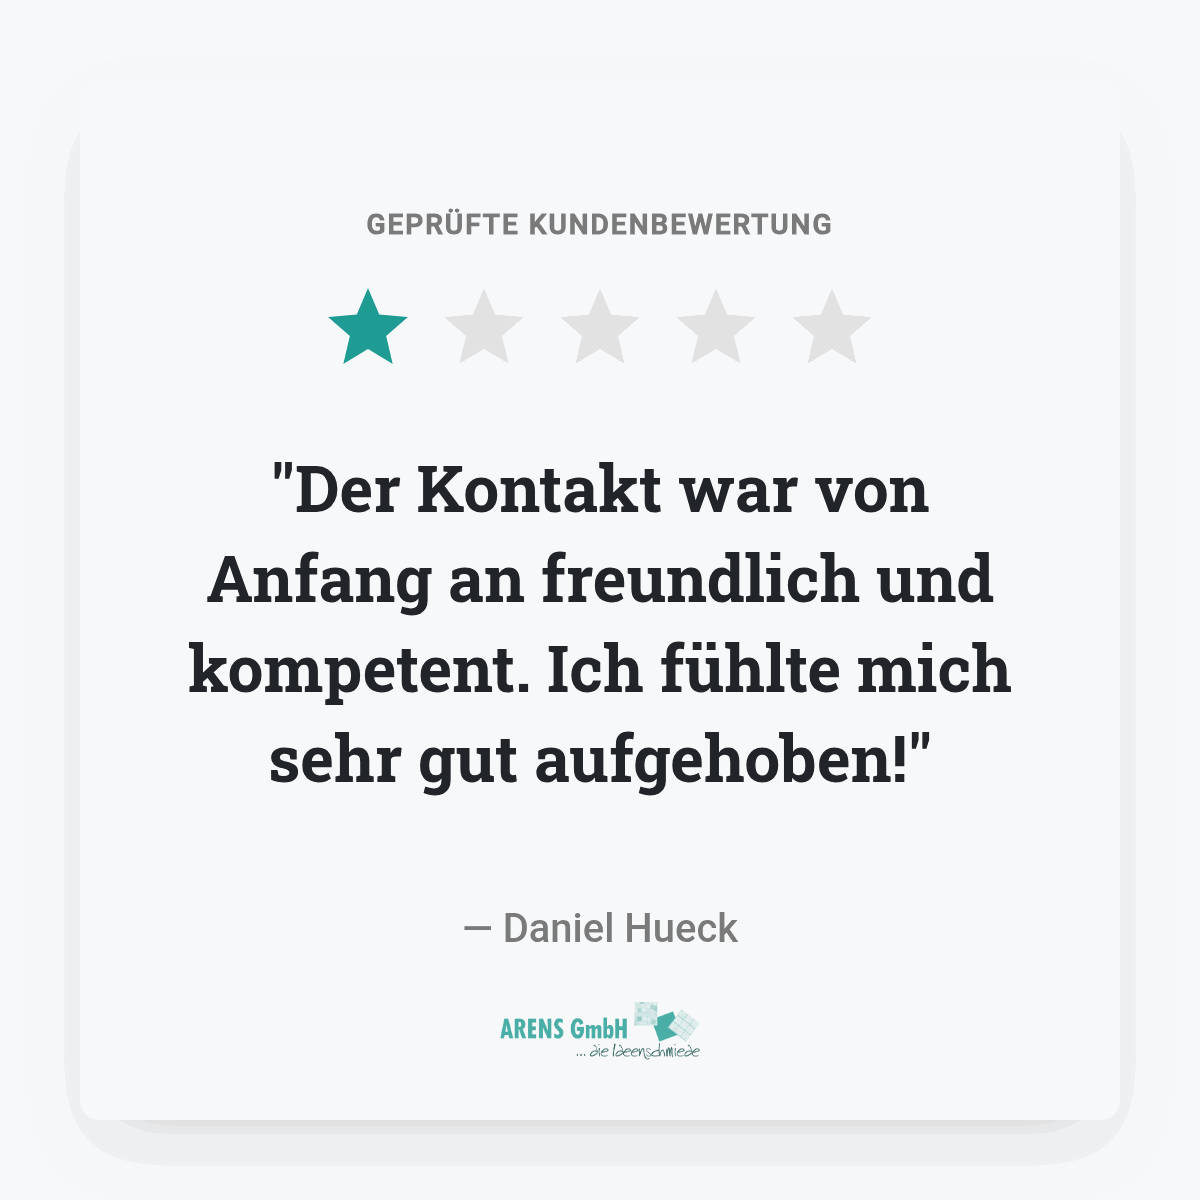 GEPRÜFTE KUNDENBEWERTUNG
"Der Kontakt war von
Anfang an freundlich und
kompetent. Ich fühlte mich
sehr gut aufgehoben!"
— Daniel Hueck
ARENS GmbH
... die Ideenschmiede